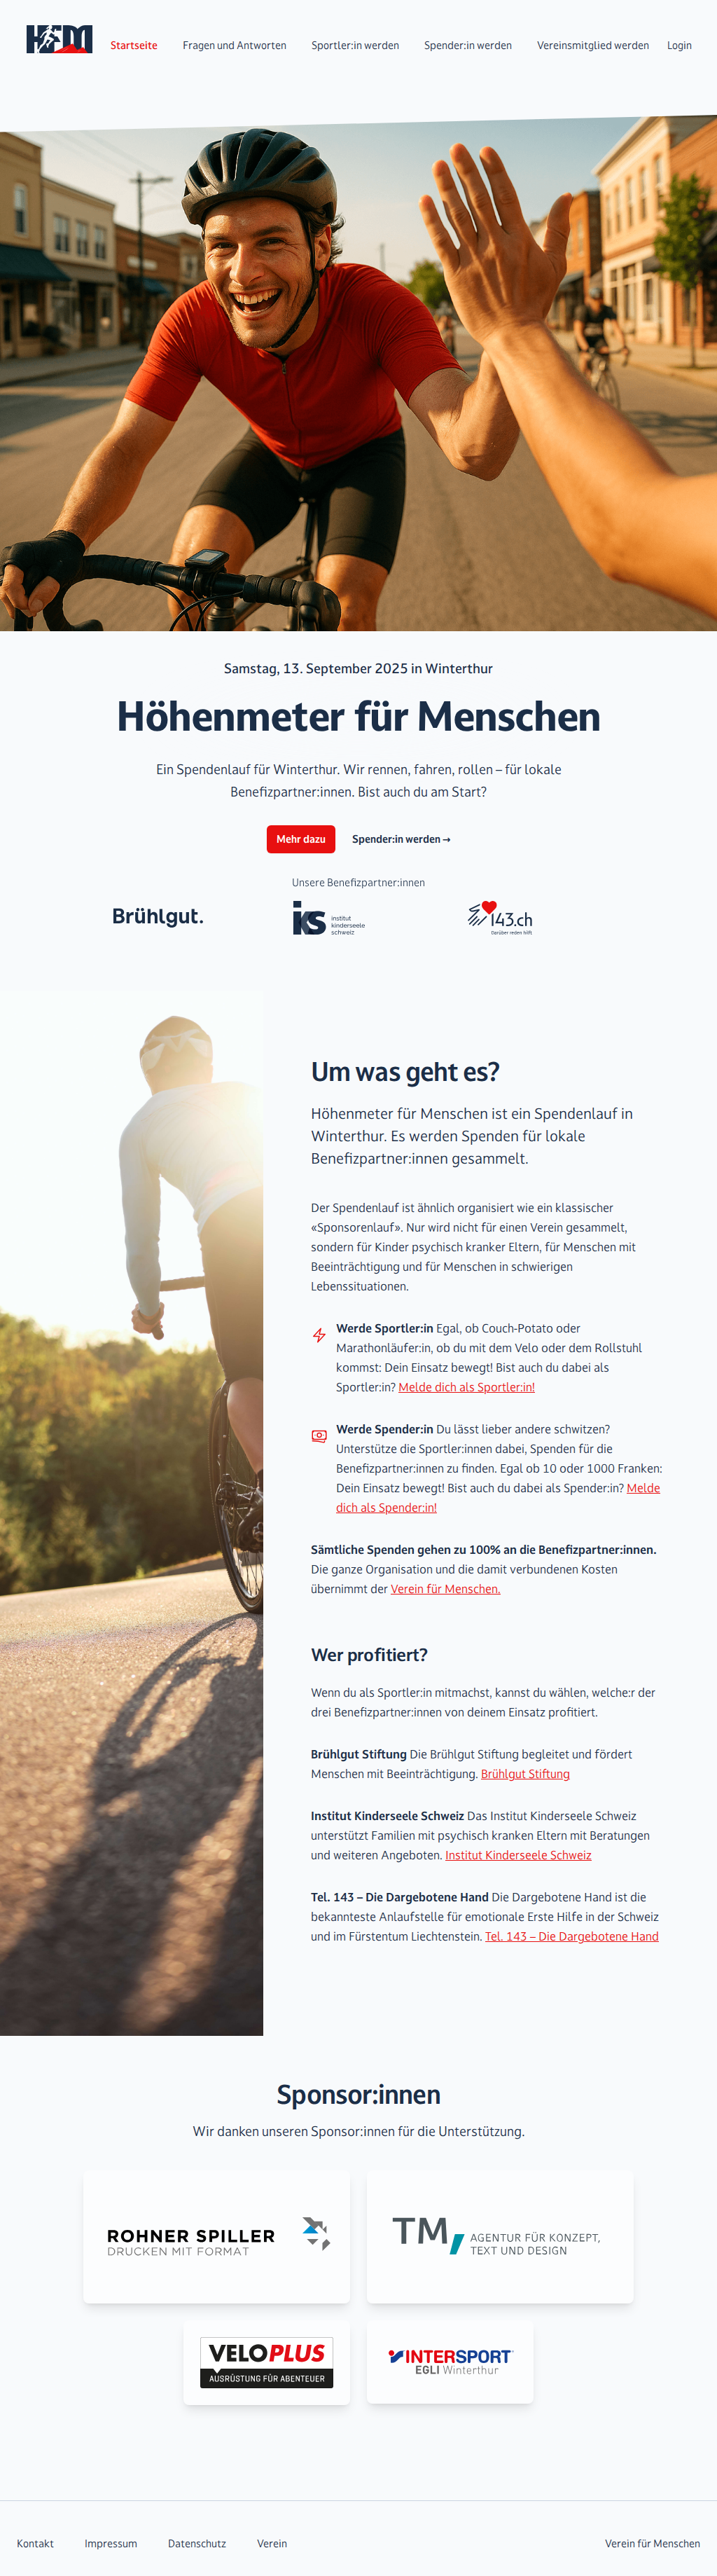 HFM
Startseite
Fragen und Antworten
Sportler:in werden
Spender:in werden
Vereinsmitglied werden
Login
Samstag, 13. September 2025 in Winterthur
Höhenmeter für Menschen
Ein Spendenlauf für Winterthur. Wir rennen, fahren, rollen – für lokale
Benefizpartner:innen. Bist auch du am Start?
Mehr dazu
Spender:in werden →
Unsere Benefizpartner:innen
Brühlgut.
iks institut
kinderseele
schweiz
143.ch
Darüber reden hilft
Um was geht es?
Höhenmeter für Menschen ist ein Spendenlauf in
Winterthur. Es werden Spenden für lokale
Benefizpartner:innen gesammelt.
Der Spendenlauf ist ähnlich organisiert wie ein klassischer
«Sponsorenlauf». Nur wird nicht für einen Verein gesammelt,
sondern für Kinder psychisch kranker Eltern, für Menschen mit
Beeinträchtigung und für Menschen in schwierigen
Lebenssituationen.
Werde Sportler:in Egal, ob Couch-Potato oder
Marathonläufer:in, ob du mit dem Velo oder dem Rollstuhl
kommst: Dein Einsatz bewegt! Bist auch du dabei als
Sportler:in? Melde dich als Sportler:in!
Werde Spender:in Du lässt lieber andere schwitzen?
Unterstütze die Sportler:innen dabei, Spenden für die
Benefizpartner:innen zu finden. Egal ob 10 oder 1000 Franken:
Dein Einsatz bewegt! Bist auch du dabei als Spender:in? Melde
dich als Spender:in!
Sämtliche Spenden gehen zu 100% an die Benefizpartner:innen.
Die ganze Organisation und die damit verbundenen Kosten
übernimmt der Verein für Menschen.
Wer profitiert?
Wenn du als Sportler:in mitmachst, kannst du wählen, welche:r der
drei Benefizpartner:innen von deinem Einsatz profitiert.
Brühlgut Stiftung Die Brühlgut Stiftung begleitet und fördert
Menschen mit Beeinträchtigung. Brühlgut Stiftung
Institut Kinderseele Schweiz Das Institut Kinderseele Schweiz
unterstützt Familien mit psychisch kranken Eltern mit Beratungen
und weiteren Angeboten. Institut Kinderseele Schweiz
Tel. 143 – Die Dargebotene Hand Die Dargebotene Hand ist die
bekannteste Anlaufstelle für emotionale Erste Hilfe in der Schweiz
und im Fürstentum Liechtenstein. Tel. 143 – Die Dargebotene Hand
Sponsor:innen
Wir danken unseren Sponsor:innen für die Unterstützung.
ROHNER SPILLER
DRUCKEN MIT FORMAT
TM, AGENTUR FÜR KONZEPT,
TEXT UND DESIGN
VELOPLUS
AUSRÜSTUNG FÜR ABENTEUER
INTERSPORT
EGLI Winterthur
Kontakt
Impressum
Datenschutz
Verein
Verein für Menschen